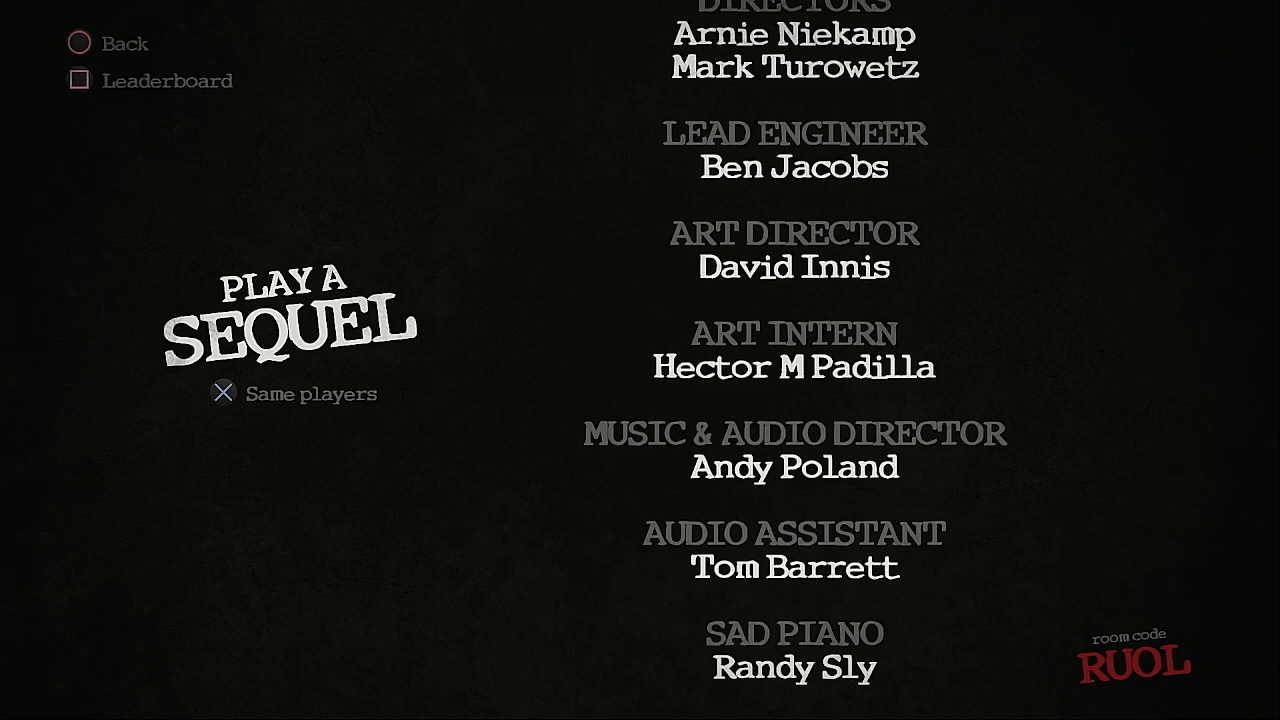 Back
Leaderboard
PLAY A
SEQUEL
Same players
DIRECTORS
Arnie Niekamp
Mark Turowetz
LEAD ENGINEER
Ben Jacobs
ART DIRECTOR
David Innis
ART INTERN
Hector M Padilla
MUSIC & AUDIO DIRECTOR
Andy Poland
AUDIO ASSISTANT
Tom Barrett
SAD PIANO
Randy Sly
room code
RUOL